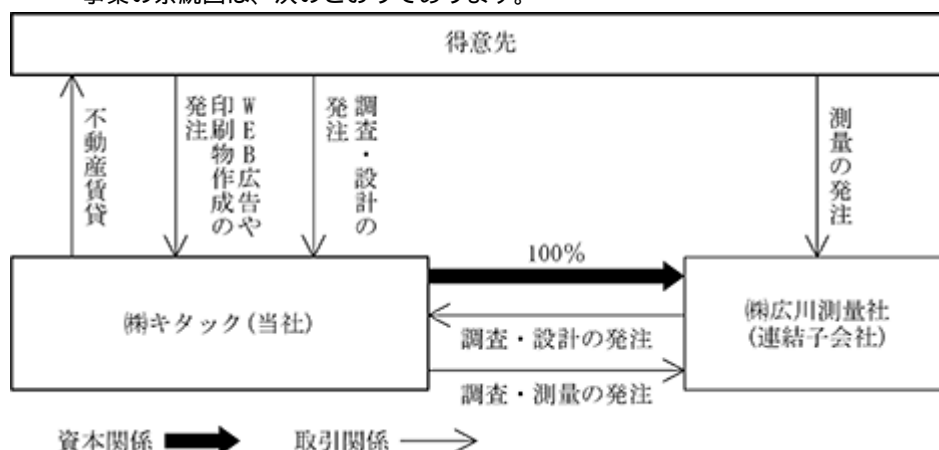 事業の系統図は、次のとおりであります。
得意先
不動産賃貸
WEB広告や
印刷物作成の
発注
調査・設計の
発注
測量の発注
100%
㈱キタック(当社)
㈱広川測量社
(連結子会社)
調査・設計の発注
調査・測量の発注
資本関係
取引関係